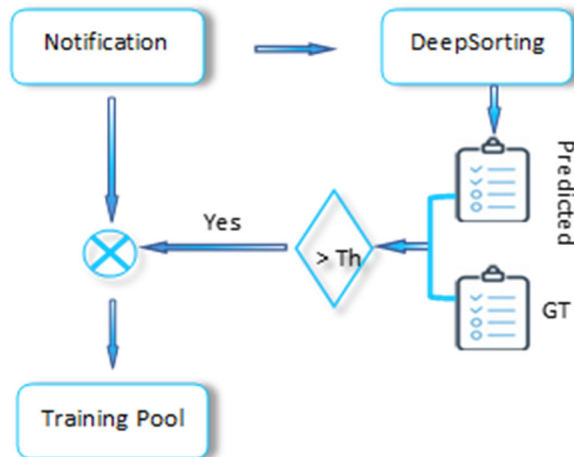 Notification
DeepSorting
Predicted
Yes
> Th
GT
Training Pool